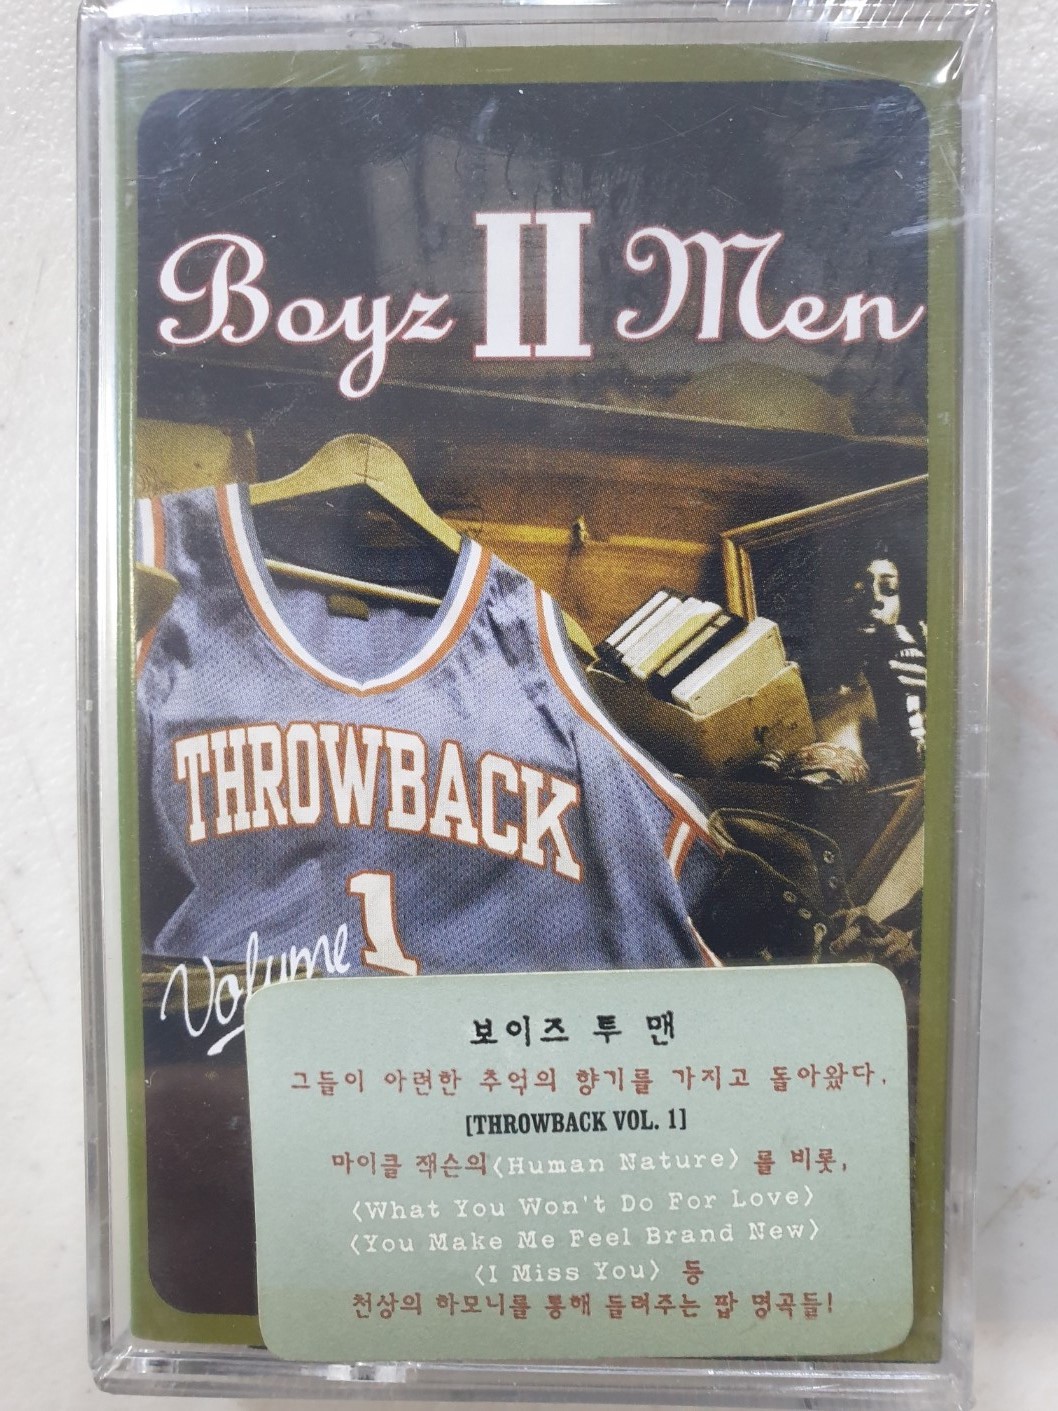 Boyz II Men
THROWBACK
1
Volume
보이즈 투 맨
그들이 아련한 추억의 향기를 가지고 돌아왔다.
[THROWBACK VOL. 1]
마이클 잭슨의〈Human Nature〉를 비롯,
〈What You Won't Do For Love〉
〈You Make Me Feel Brand New〉
〈I Miss You〉 등
천상의 하모니를 통해 들려주는 팝 명곡들!